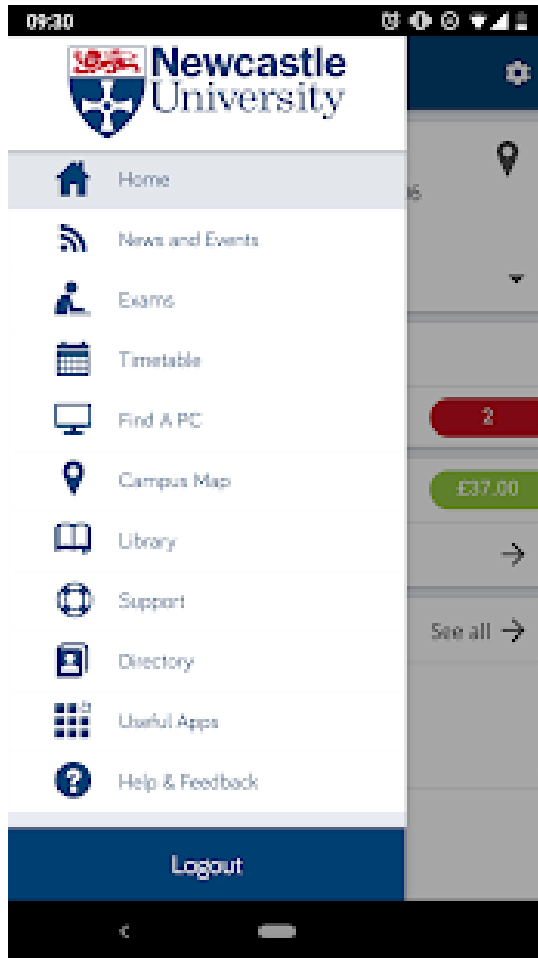 09:30
Newcastle
University
Home
News and Events
Exams
Timetable
Find A PC
Campus Map
Library
Support
Directory
Useful Apps
Help & Feedback
Logout
2
£37.00
See all